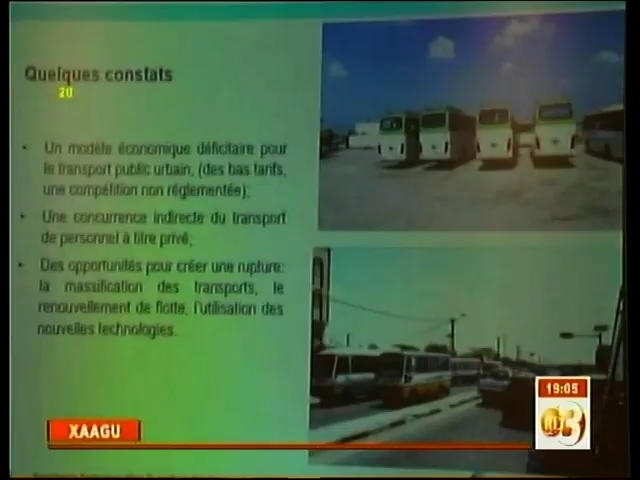 Quelques constats
20
• Un modèle économique déficitaire pour
le transport public urbain, (des bas tarifs,
une compétition non réglementée);
• Une concurrence indirecte du transport
de personnel à titre privé;
• Des opportunités pour créer une rupture:
la massification des transports, le
renouvellement de flotte, l'utilisation des
nouvelles technologies.
19:05
XAAGU
3